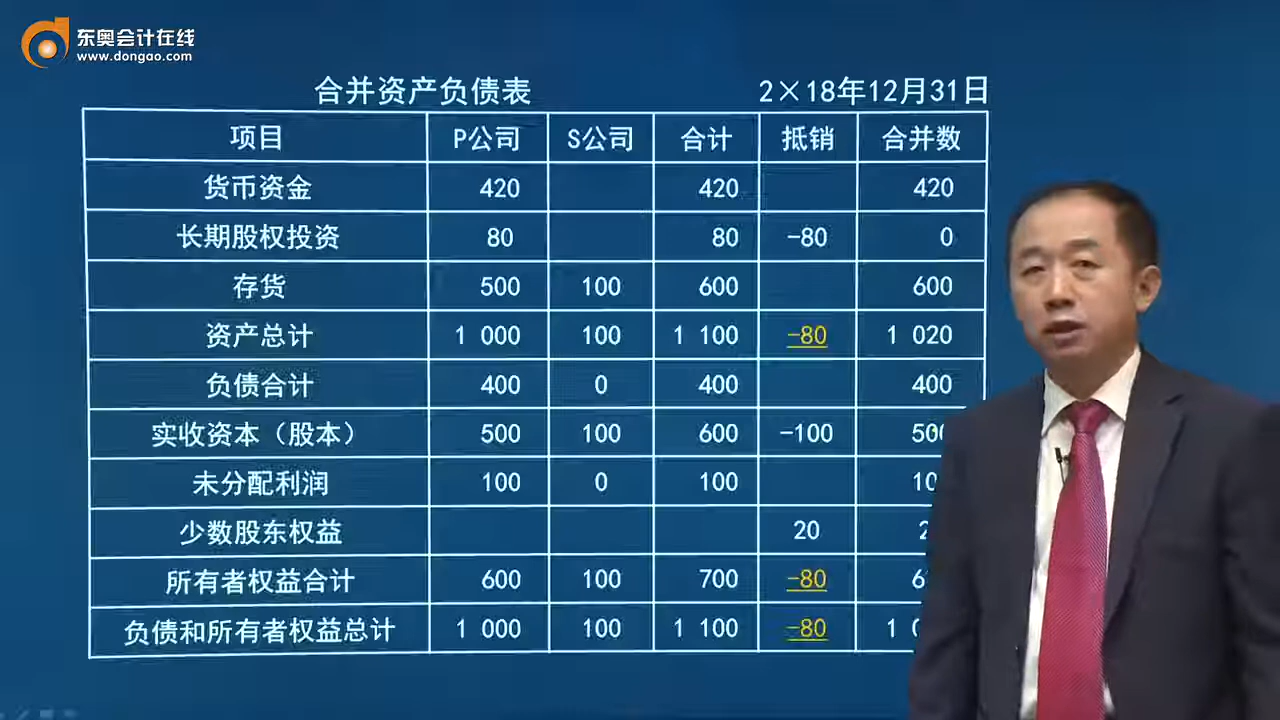 东奥会计在线
www.dongao.com
合并资产负债表 2×18年12月31日
项目 P公司 S公司 合计 抵销 合并数
货币资金 420 420 420
长期股权投资 80 80 -80 0
存货 500 100 600 600
资产总计 1 000 100 1 100 -80 1 020
负债合计 400 0 400 400
实收资本（股本） 500 100 600 -100
未分配利润 100 0 100
少数股东权益 20
所有者权益合计 600 100 700 -80
负债和所有者权益总计 1 000 100 1 100 -80